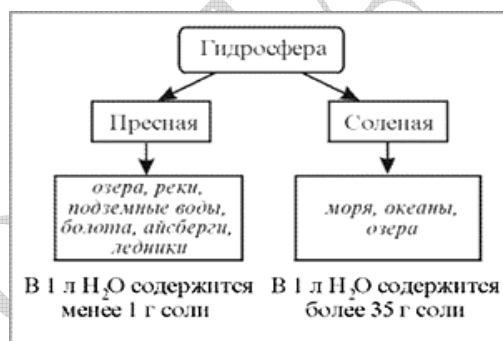 Гидросфера
Пресная
Соленая
озера, реки,
подземные воды,
болота, айсберги,
ледники
моря, океаны,
озера
В 1 л H₂O содержится
менее 1 г соли
В 1 л H₂O содержится
более 35 г соли